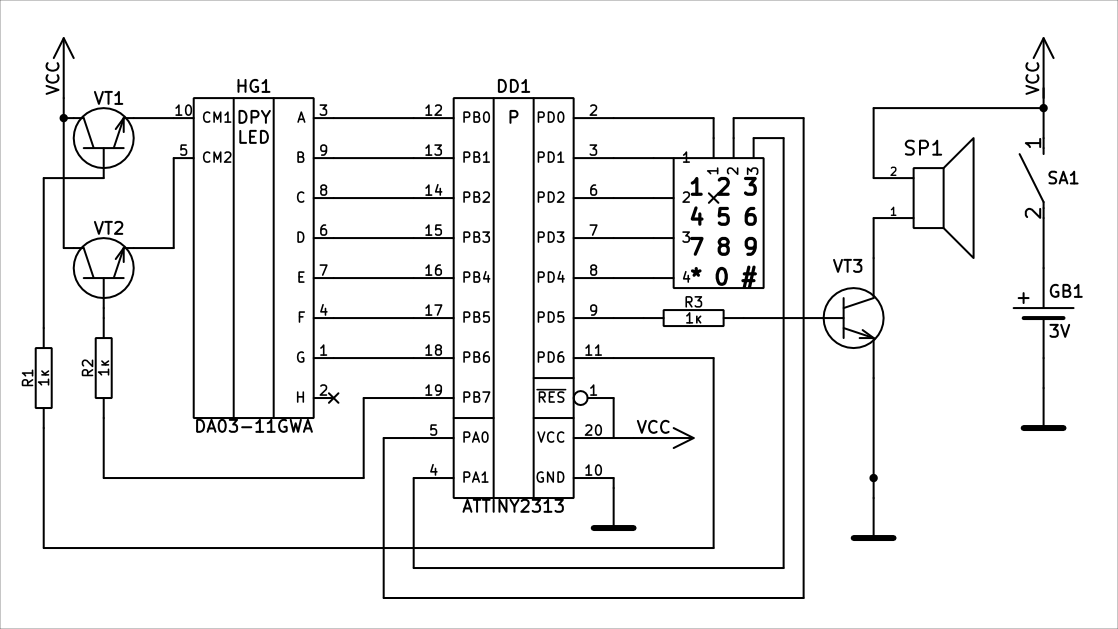 VCC
VT1
VT2
R1
1к
R2
1к
HG1
10 CM1 DPY A 3
LED
5 CM2 B 9
C 8
D 6
E 7
F 4
G 1
H 2
DA03-11GWA
DD1
12 PB0 P PD0 2
13 PB1 PD1 3
14 PB2 PD2 6
15 PB3 PD3 7
16 PB4 PD4 8
17 PB5 PD5 9
18 PB6 PD6 11
19 PB7 RES 1
5 PA0 VCC 20
4 PA1 GND 10
ATTINY2313
VCC
1 2 3
1
2
3
4
1 2 3
4 5 6
7 8 9
* 0 #
R3
1к
VT3
SP1
2
1
VCC
1
SA1
2
+ GB1
3V